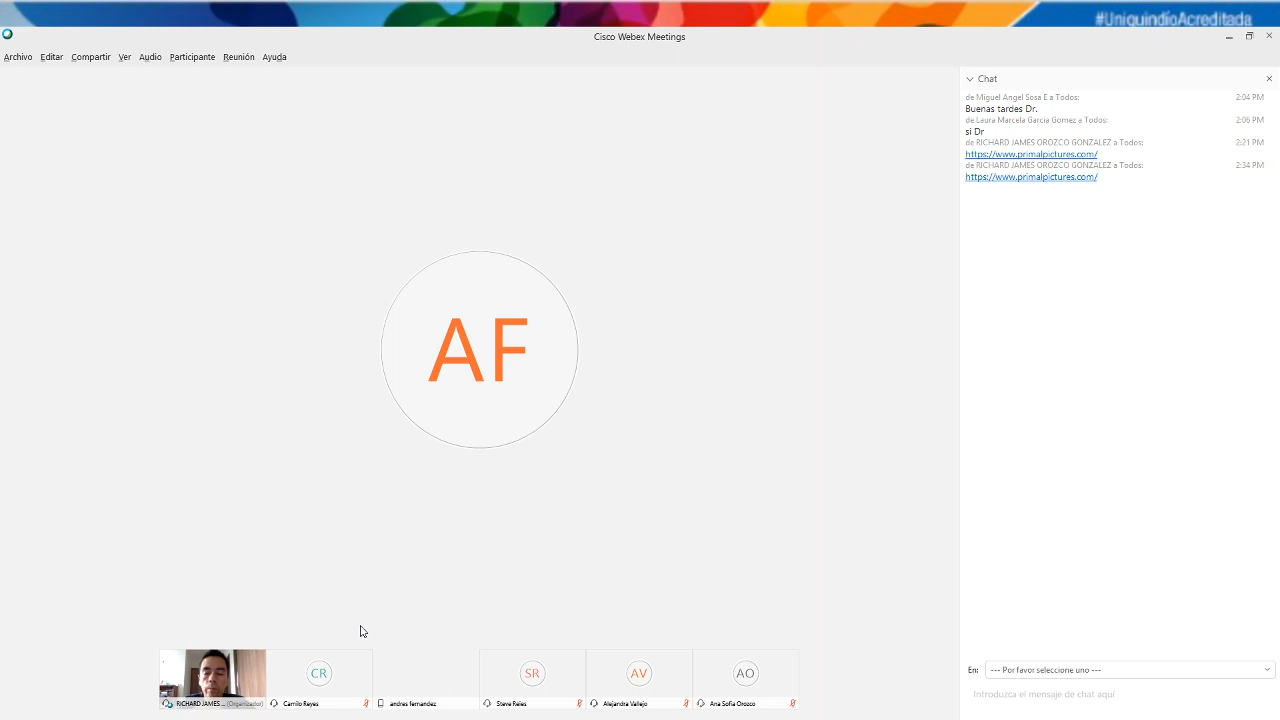 #UniquindíoAcreditada
Cisco Webex Meetings
Archivo Editar Compartir Ver Audio Participante Reunión Ayuda
Chat
de Miguel Angel Sosa E a Todos: 2:04 PM
Buenas tardes Dr.
de Laura Marcela Garcia Gomez a Todos: 2:06 PM
si Dr
de RICHARD JAMES OROZCO GONZALEZ a Todos: 2:21 PM
https://www.primalpictures.com/
de RICHARD JAMES OROZCO GONZALEZ a Todos: 2:34 PM
https://www.primalpictures.com/
AF
CR
SR
AV
AO
RICHARD JAMES ... (Organizador)
Camilo Reyes
andres fernandez
Steve Reies
Alejandra Vallejo
Ana Sofia Orozco
En: --- Por favor seleccione uno ---
Introduzca el mensaje de chat aquí